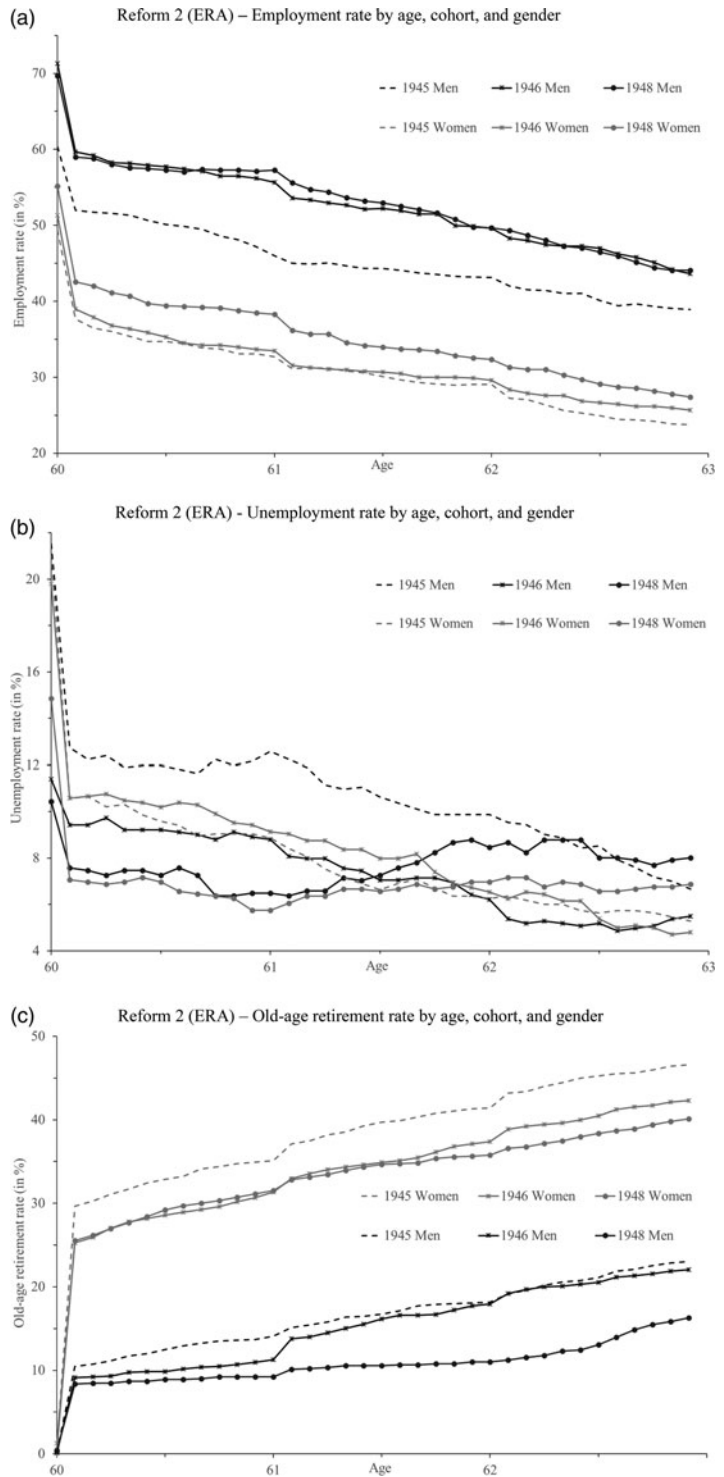 (a)
Reform 2 (ERA) – Employment rate by age, cohort, and gender
70
60
50
40
30
20
Employment rate (in %)
1945 Men 1946 Men 1948 Men
1945 Women 1946 Women 1948 Women
60 61 Age 62 63
(b)
Reform 2 (ERA) - Unemployment rate by age, cohort, and gender
20
16
12
8
4
Unemployment rate (in %)
1945 Men 1946 Men 1948 Men
1945 Women 1946 Women 1948 Women
60 61 Age 62 63
(c)
Reform 2 (ERA) – Old-age retirement rate by age, cohort, and gender
50
40
30
20
10
0
Old-age retirement rate (in %)
1945 Women 1946 Women 1948 Women
1945 Men 1946 Men 1948 Men
60 61 Age 62